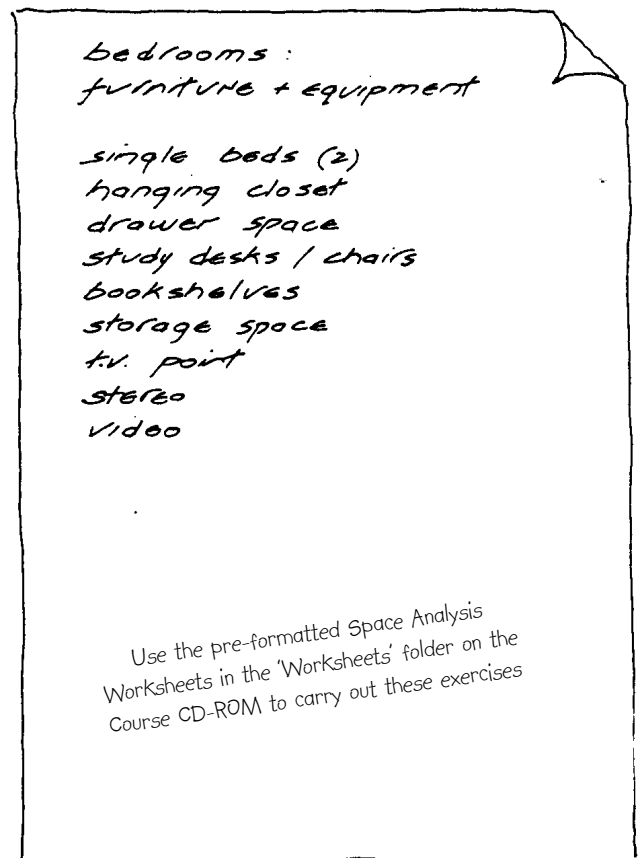 bedrooms:
furniture + equipment
single beds (2)
hanging closet
drawer space
study desks / chairs
bookshelves
storage space
t.v. point
stereo
video
Use the pre-formatted Space Analysis
Worksheets in the 'Worksheets' folder on the
Course CD-ROM to carry out these exercises